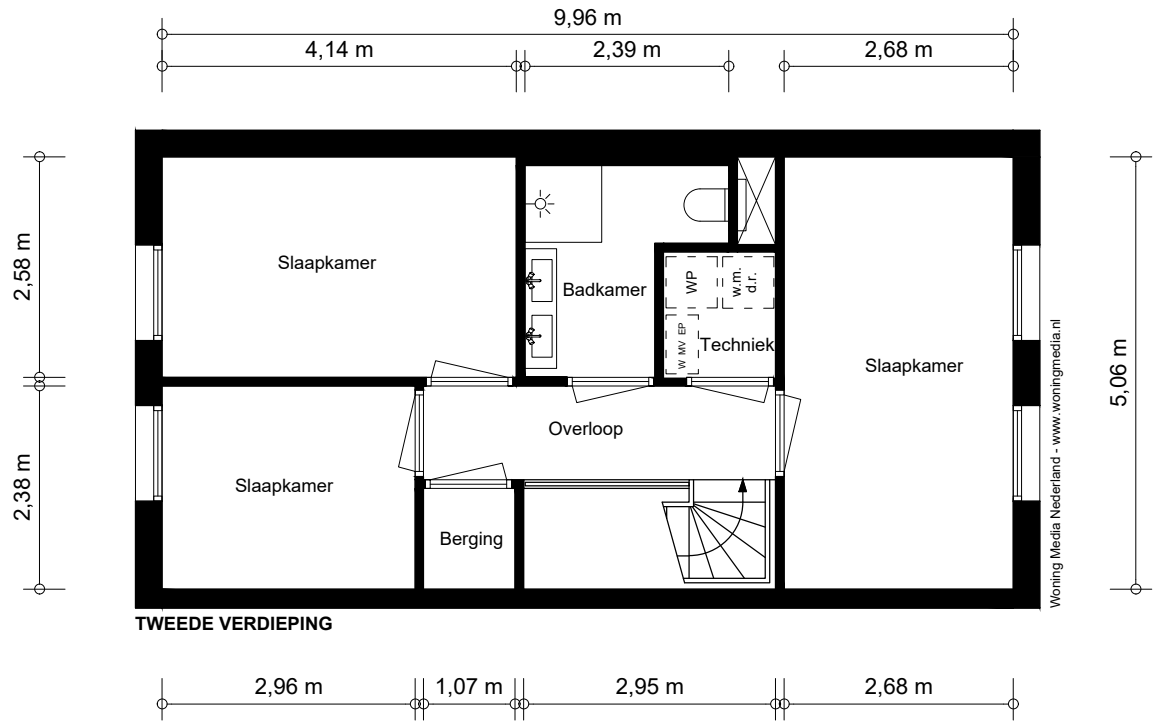 9,96 m
4,14 m
2,39 m
2,68 m
2,58 m
2,38 m
5,06 m
Slaapkamer
Badkamer
WP
w.m.
d.r.
W MV EP
Techniek
Slaapkamer
Overloop
Slaapkamer
Berging
Woning Media Nederland - www.woningmedia.nl
TWEEDE VERDIEPING
2,96 m
1,07 m
2,95 m
2,68 m